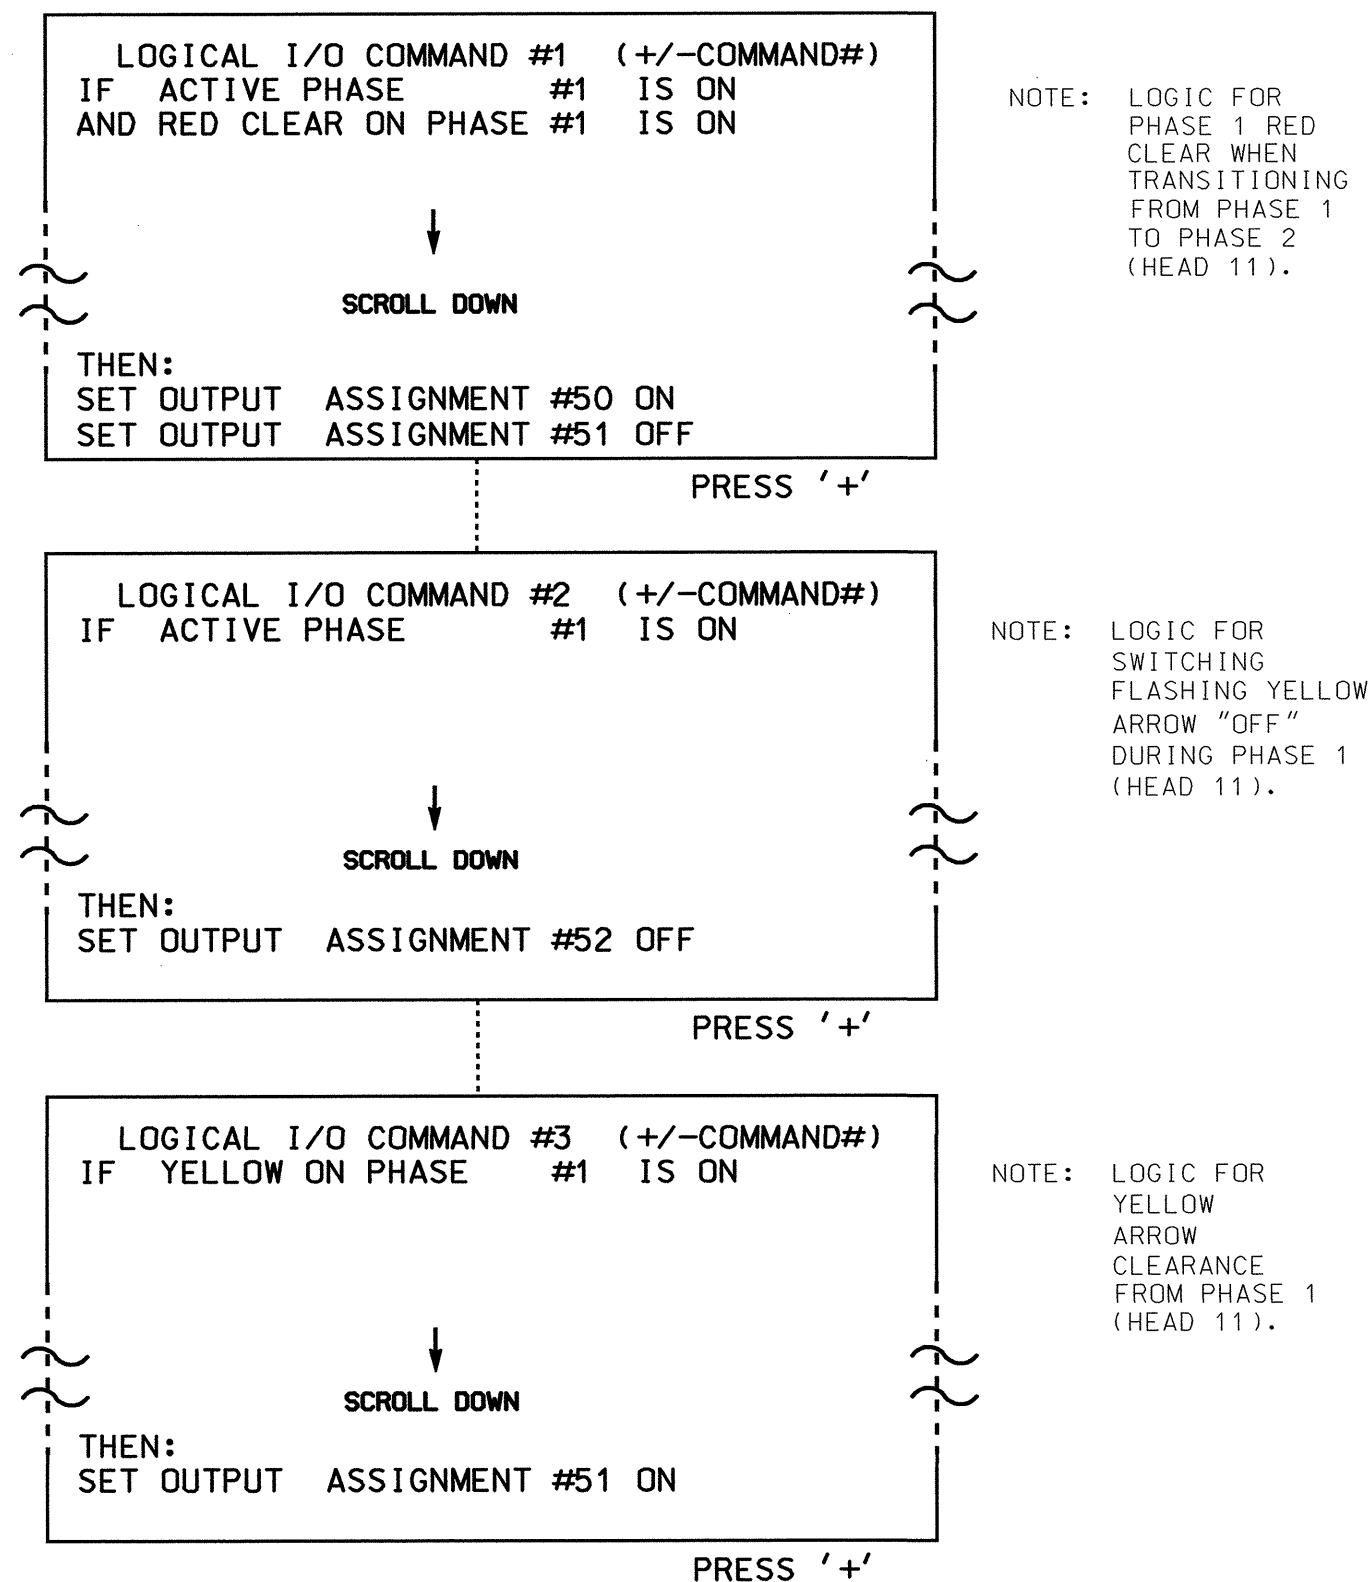 LOGICAL I/O COMMAND #1 (+/-COMMAND#)
IF ACTIVE PHASE #1 IS ON
AND RED CLEAR ON PHASE #1 IS ON
SCROLL DOWN
THEN:
SET OUTPUT ASSIGNMENT #50 ON
SET OUTPUT ASSIGNMENT #51 OFF
PRESS '+'
NOTE: LOGIC FOR
PHASE 1 RED
CLEAR WHEN
TRANSITIONING
FROM PHASE 1
TO PHASE 2
(HEAD 11).
LOGICAL I/O COMMAND #2 (+/-COMMAND#)
IF ACTIVE PHASE #1 IS ON
SCROLL DOWN
THEN:
SET OUTPUT ASSIGNMENT #52 OFF
PRESS '+'
NOTE: LOGIC FOR
SWITCHING
FLASHING YELLOW
ARROW "OFF"
DURING PHASE 1
(HEAD 11).
LOGICAL I/O COMMAND #3 (+/-COMMAND#)
IF YELLOW ON PHASE #1 IS ON
SCROLL DOWN
THEN:
SET OUTPUT ASSIGNMENT #51 ON
PRESS '+'
NOTE: LOGIC FOR
YELLOW
ARROW
CLEARANCE
FROM PHASE 1
(HEAD 11).